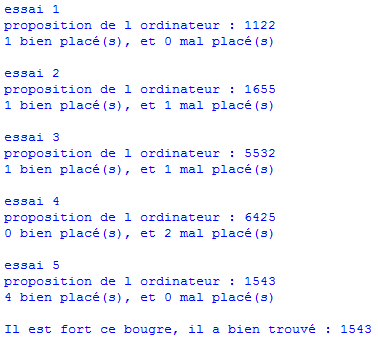 essai 1
proposition de l ordinateur : 1122
1 bien placé(s), et 0 mal placé(s)
essai 2
proposition de l ordinateur : 1655
1 bien placé(s), et 1 mal placé(s)
essai 3
proposition de l ordinateur : 5532
1 bien placé(s), et 1 mal placé(s)
essai 4
proposition de l ordinateur : 6425
0 bien placé(s), et 2 mal placé(s)
essai 5
proposition de l ordinateur : 1543
4 bien placé(s), et 0 mal placé(s)
Il est fort ce bougre, il a bien trouvé : 1543